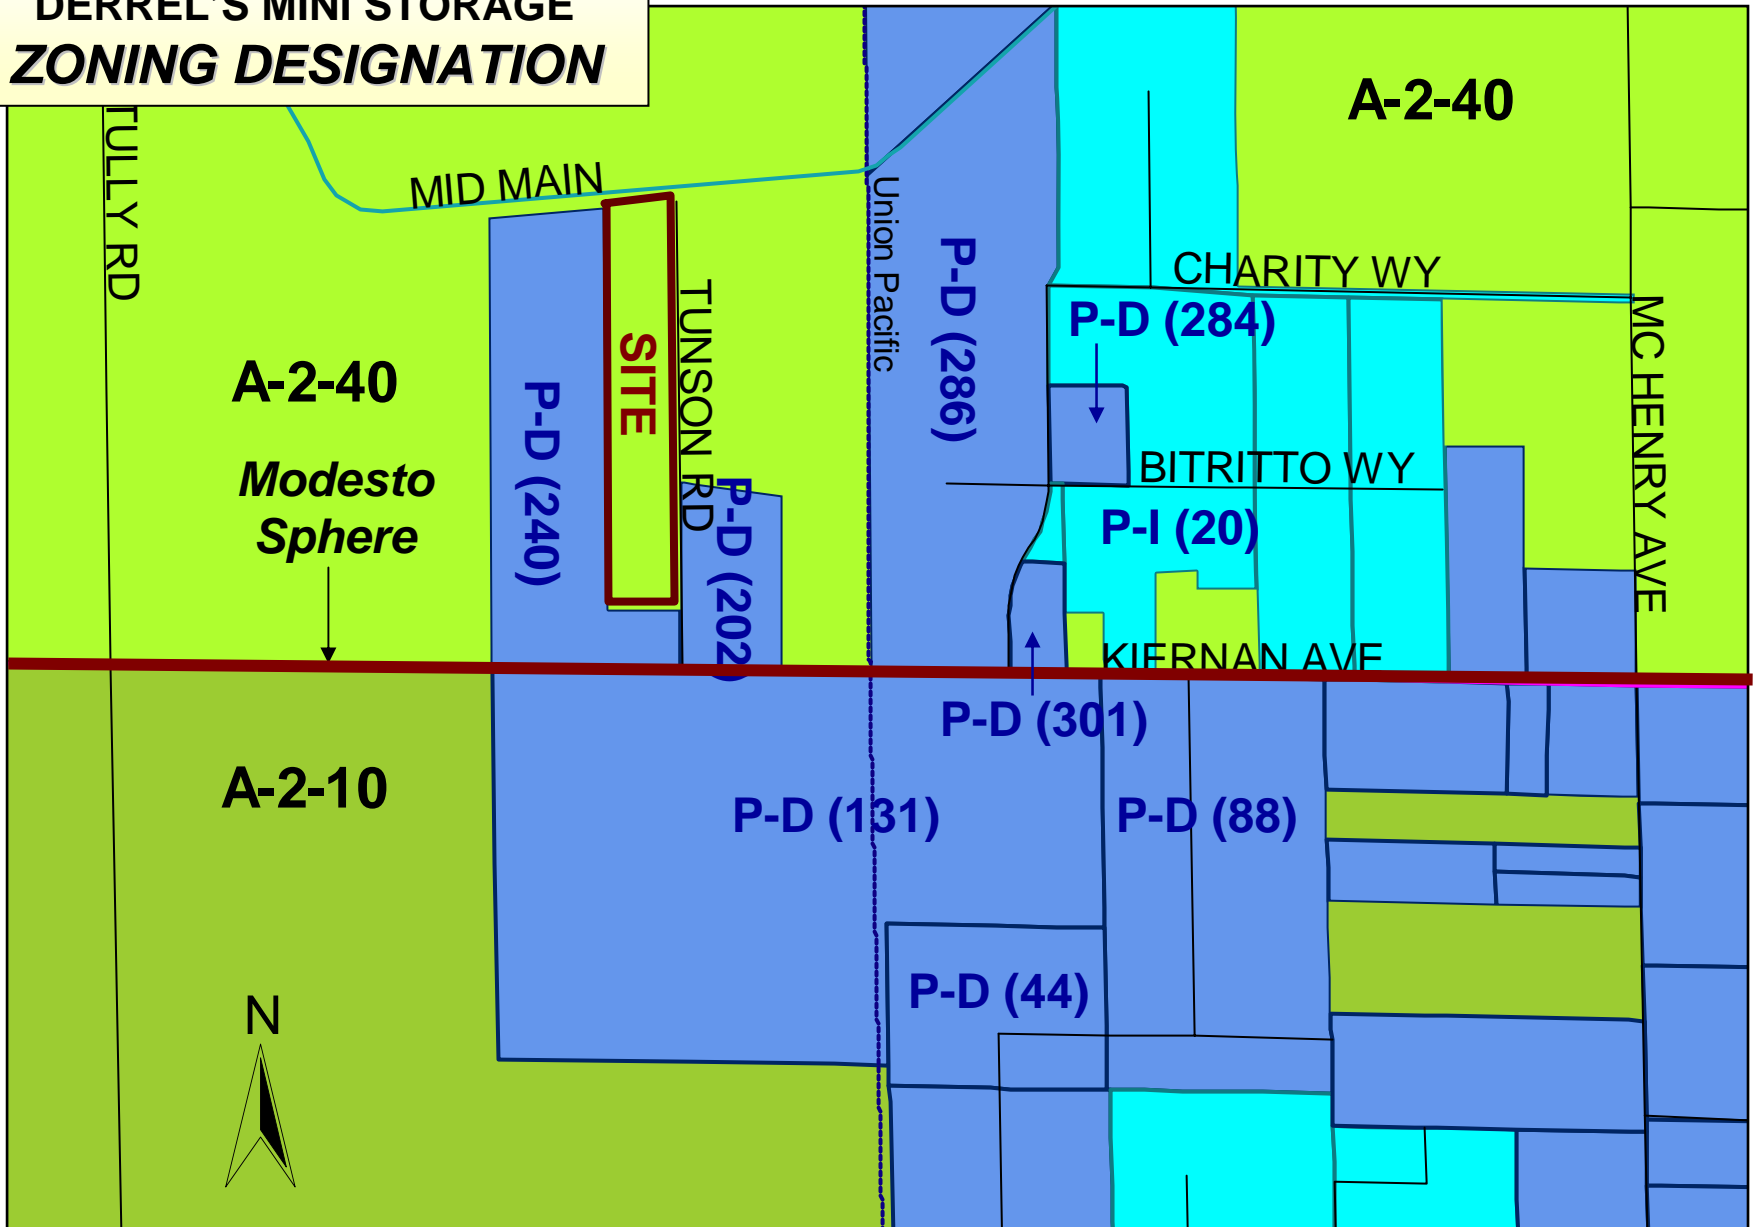 DERREL'S MINI STORAGE
ZONING DESIGNATION
A-2-40
TULLY RD
MID MAIN
Union Pacific
P-D (286)
CHARITY WY
P-D (284)
MC HENRY AVE
SITE
TUNSON RD
A-2-40
P-D (240)
Modesto
Sphere
BITRITTO WY
P-D (202)
P-I (20)
KIERNAN AVE
P-D (301)
A-2-10
P-D (131)
P-D (88)
P-D (44)
N